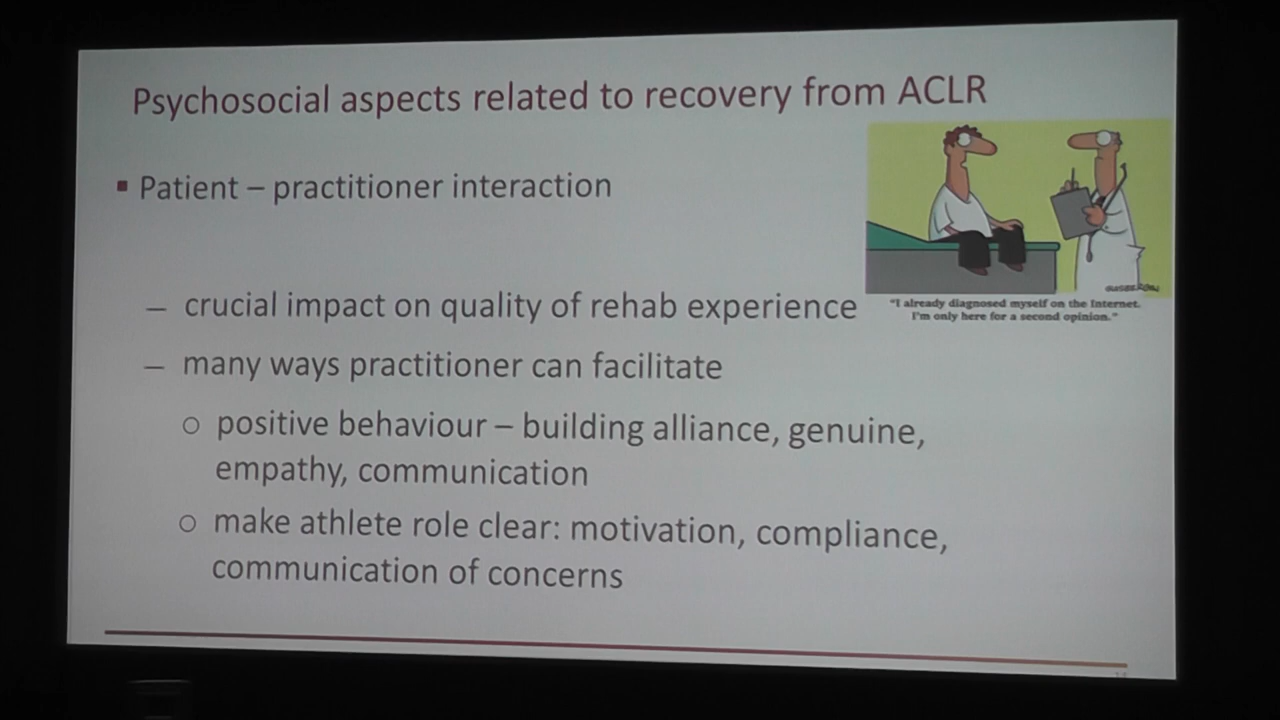 Psychosocial aspects related to recovery from ACLR
▪ Patient – practitioner interaction
– crucial impact on quality of rehab experience
– many ways practitioner can facilitate
○ positive behaviour – building alliance, genuine,
empathy, communication
○ make athlete role clear: motivation, compliance,
communication of concerns
"I already diagnosed myself on the Internet.
I'm only here for a second opinion."